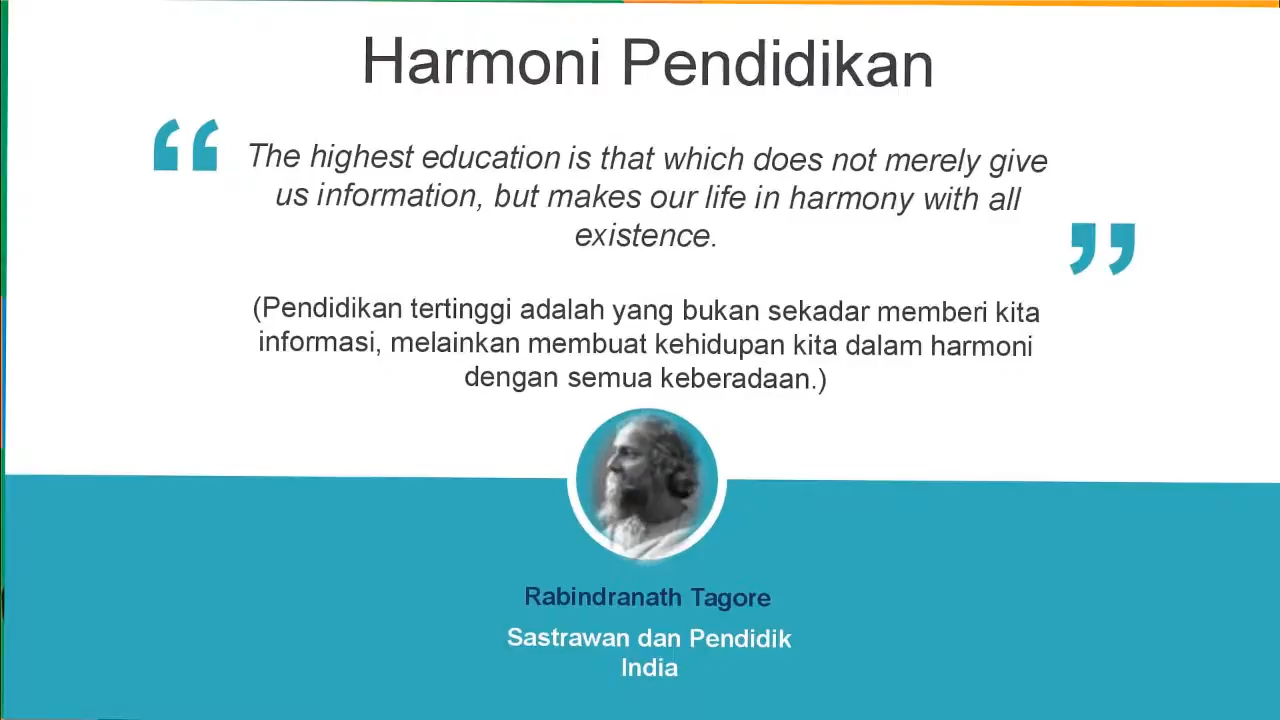 Harmoni Pendidikan
“ The highest education is that which does not merely give
us information, but makes our life in harmony with all
existence. ”
(Pendidikan tertinggi adalah yang bukan sekadar memberi kita
informasi, melainkan membuat kehidupan kita dalam harmoni
dengan semua keberadaan.)
Rabindranath Tagore
Sastrawan dan Pendidik
India